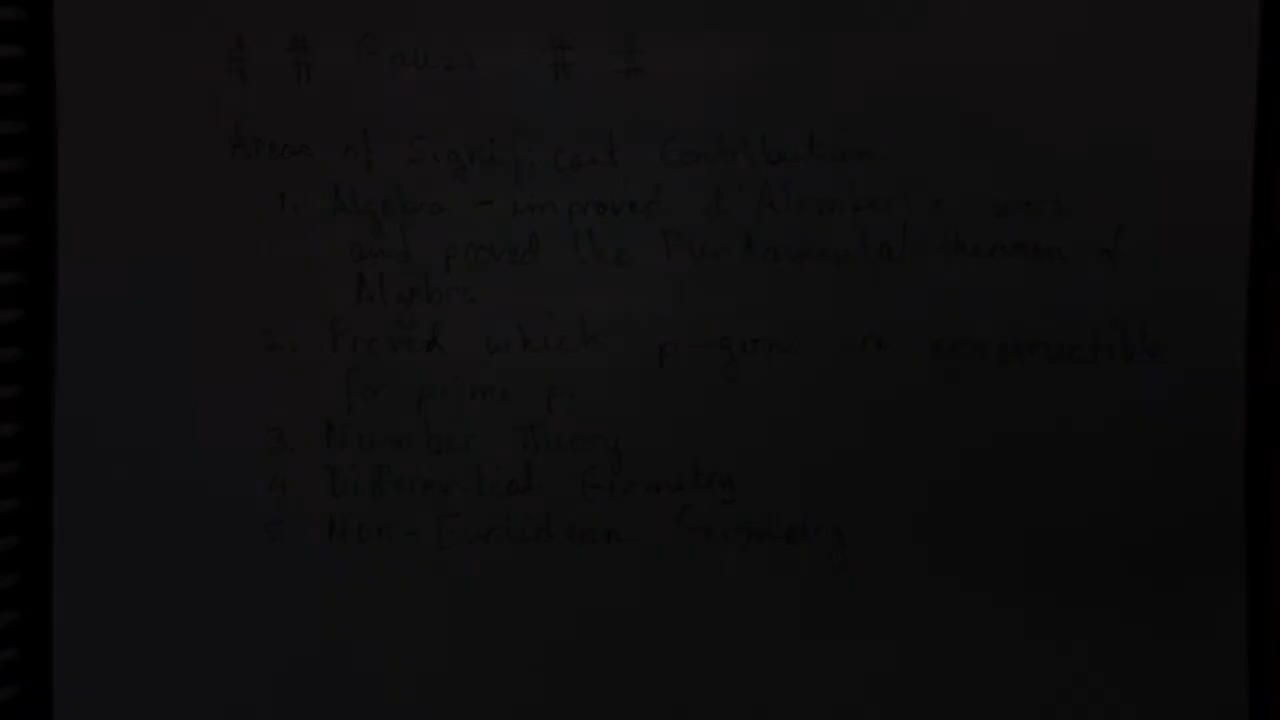 # # Gauss # #
Areas of Significant Contribution
1. Algebra - improved d'Alembert's work
and proved the Fundamental theorem of
Algebra
2. Proved which p-gons constructible
for prime p.
3. Number Theory
4. Differential Geometry
5. Non-Euclidean Geometry